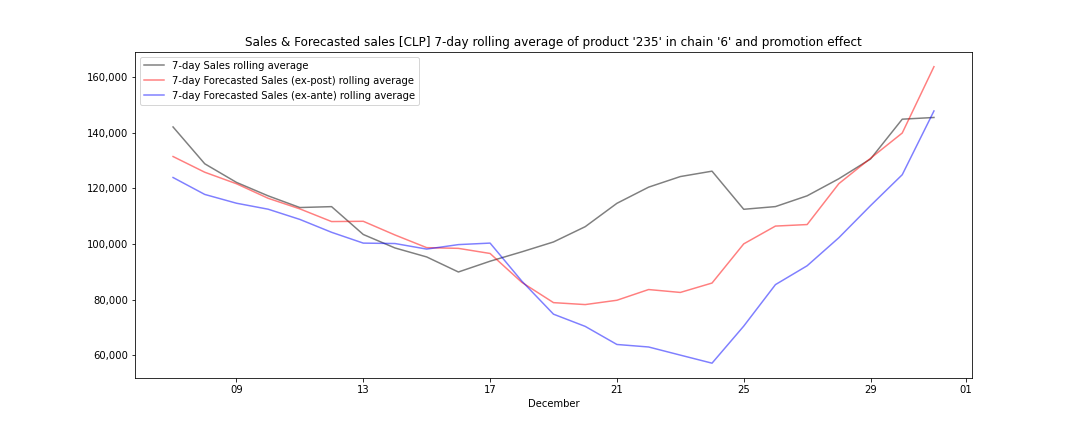 Sales & Forecasted sales [CLP] 7-day rolling average of product '235' in chain '6' and promotion effect
7-day Sales rolling average
7-day Forecasted Sales (ex-post) rolling average
7-day Forecasted Sales (ex-ante) rolling average
160,000
140,000
120,000
100,000
80,000
60,000
09 13 17 21 25 29 01
December